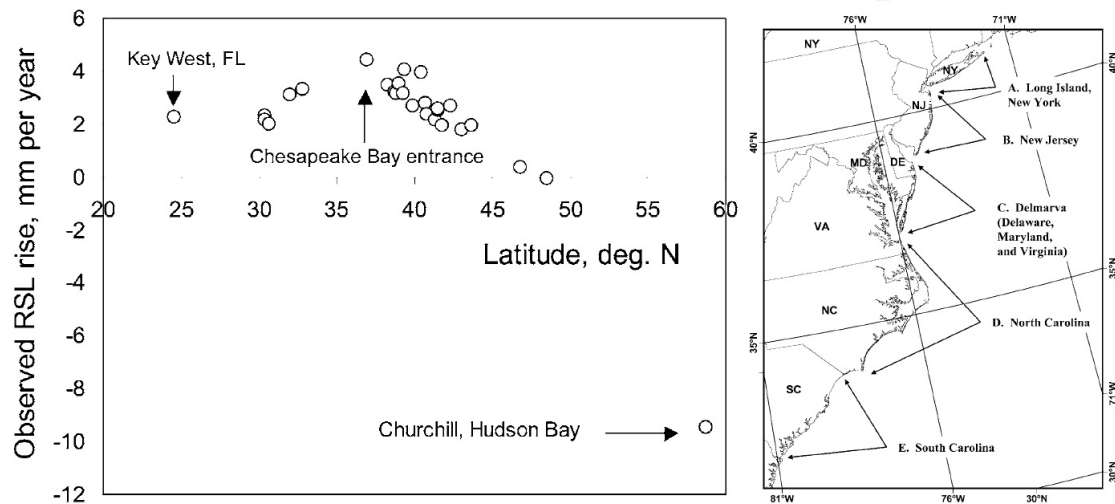 6
4
2
0
-2
-4
-6
-8
-10
-12
Observed RSL rise, mm per year
Key West, FL
Chesapeake Bay entrance
20 25 30 35 40 45 50 55 60
Latitude, deg. N
Churchill, Hudson Bay
76°W 71°W
NY
NY
40°N
A. Long Island,
New York
NJ
B. New Jersey
40°N
MD DE
C. Delmarva
(Delaware,
Maryland,
and Virginia)
VA
35°N
NC
D. North Carolina
35°N
SC
71°W
E. South Carolina
30°N
81°W 76°W 30°N